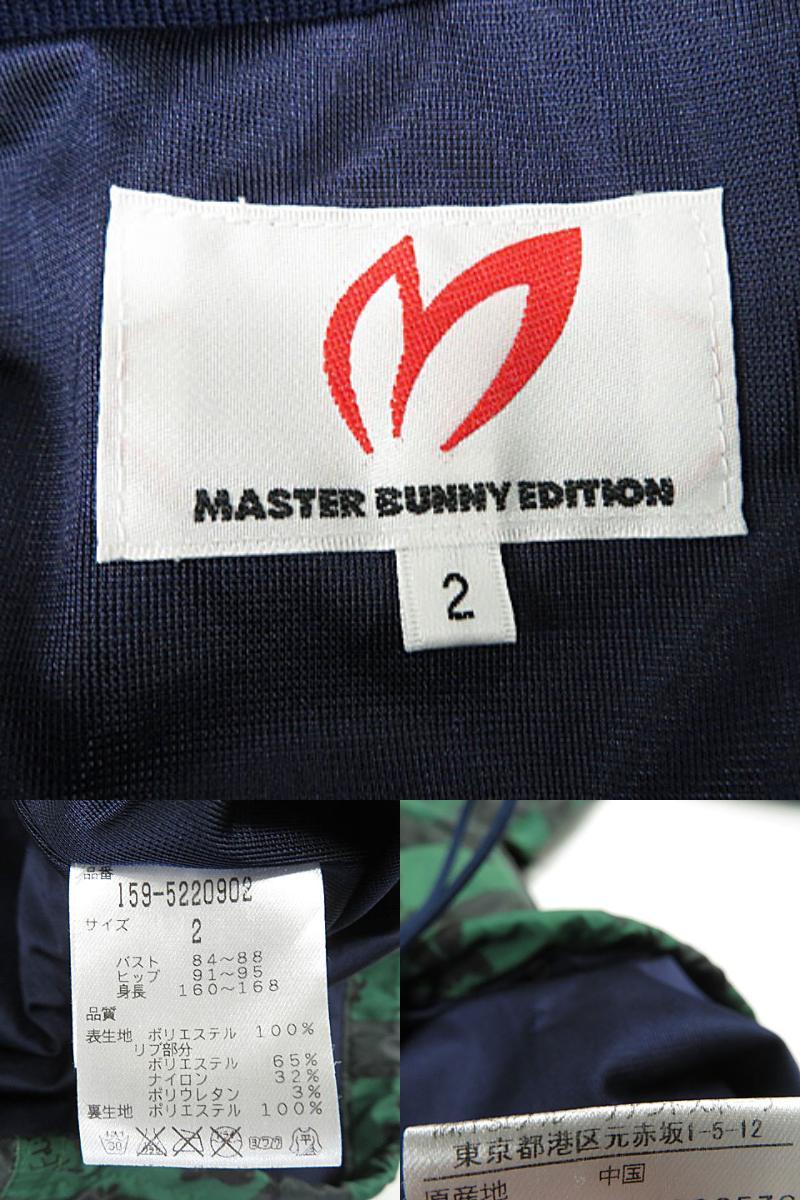 MASTER BUNNY EDITION
2
品番
159-5220902
サイズ
2
バスト 84~88
ヒップ 91~95
身長 160~168
品質
表生地 ポリエステル 100%
リブ部分
ポリエステル 65%
ナイロン 32%
ポリウレタン 3%
裏生地 ポリエステル 100%
東京都港区元赤坂1-5-12
中国
原産地